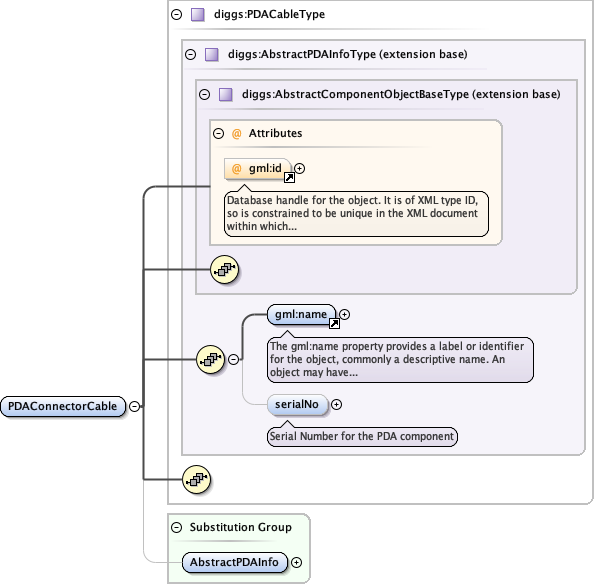 diggs:PDACableType
diggs:AbstractPDAInfoType (extension base)
diggs:AbstractComponentObjectBaseType (extension base)
@ Attributes
@ gml:id
Database handle for the object. It is of XML type ID,
so is constrained to be unique in the XML document
within which...
gml:name
The gml:name property provides a label or identifier
for the object, commonly a descriptive name. An
object may have...
PDAConnectorCable
serialNo
Serial Number for the PDA component
Substitution Group
AbstractPDAInfo